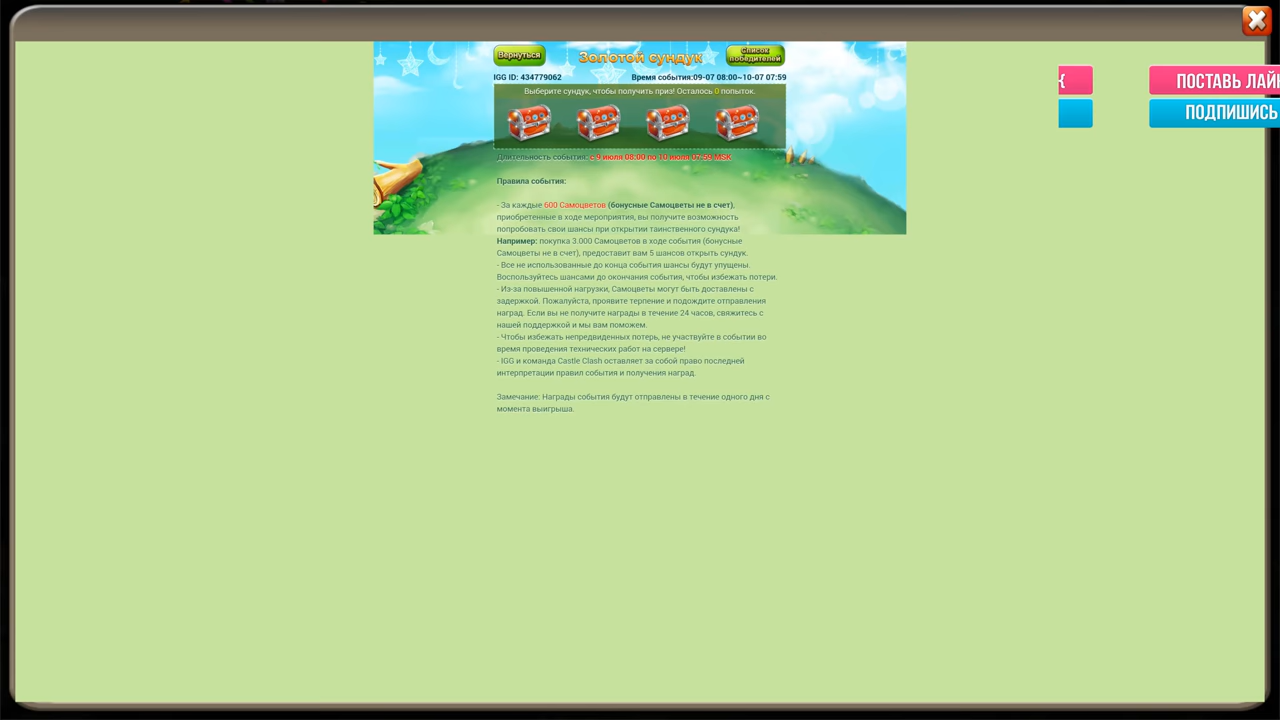 Вернуться
Золотой сундук
Список победителей
IGG ID: 434779062
Время события:09-07 08:00~10-07 07:59
Выберите сундук, чтобы получить приз! Осталось 0 попыток.
К
ПОСТАВЬ ЛАЙК
ПОДПИШИСЬ
Длительность события: с 9 июля 08:00 по 10 июля 07:59 MSK
Правила события:
- За каждые 600 Самоцветов (бонусные Самоцветы не в счет),
приобретенные в ходе мероприятия, вы получите возможность
попробовать свои шансы при открытии таинственного сундука!
Например: покупка 3.000 Самоцветов в ходе события (бонусные
Самоцветы не в счет), предоставит вам 5 шансов открыть сундук.
- Все не использованные до конца события шансы будут упущены.
Воспользуйтесь шансами до окончания события, чтобы избежать потери.
- Из-за повышенной нагрузки, Самоцветы могут быть доставлены с
задержкой. Пожалуйста, проявите терпение и подождите отправления
наград. Если вы не получите награды в течение 24 часов, свяжитесь с
нашей поддержкой и мы вам поможем.
- Чтобы избежать непредвиденных потерь, не участвуйте в событии во
время проведения технических работ на сервере!
- IGG и команда Castle Clash оставляет за собой право последней
интерпретации правил события и получения наград.
Замечание: Награды события будут отправлены в течение одного дня с
момента выигрыша.